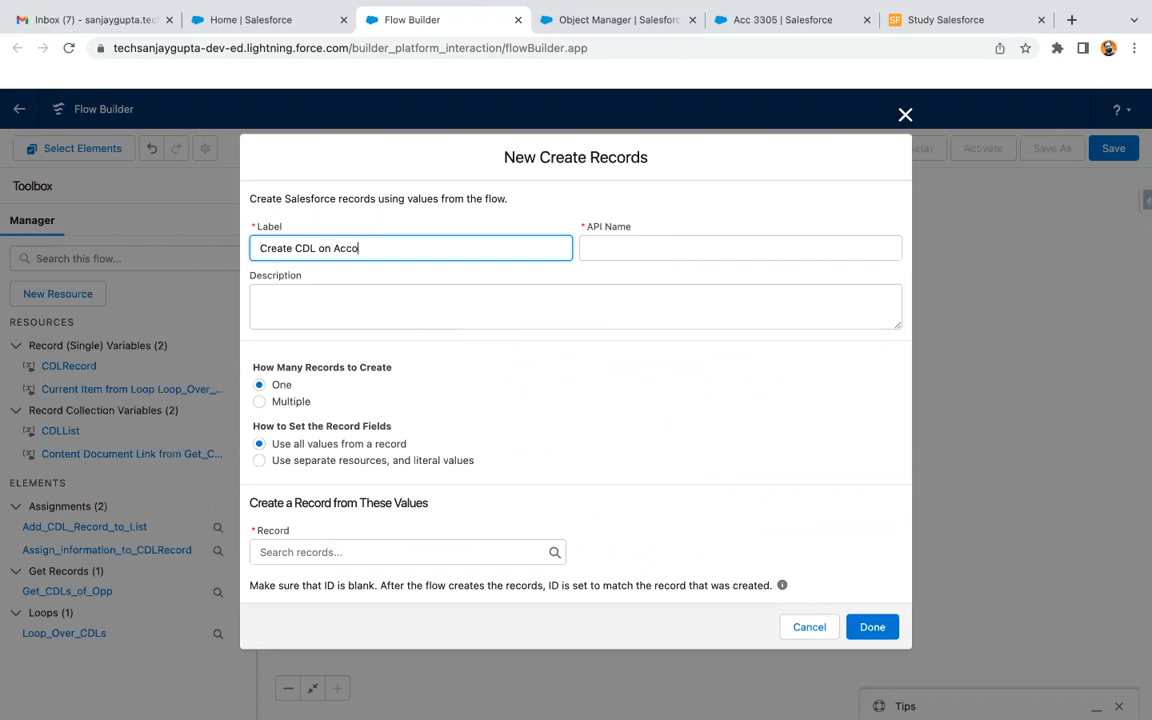 Inbox (7) - sanjaygupta.tec
Home | Salesforce
Flow Builder
Object Manager | Salesforc
Acc 3305 | Salesforce
SF Study Salesforce
techsanjaygupta-dev-ed.lightning.force.com/builder_platform_interaction/flowBuilder.app
Flow Builder
?
Select Elements
(a)
Activate
Save As
Save
Toolbox
Manager
Search this flow...
New Resource
RESOURCES
Record (Single) Variables (2)
CDLRecord
Current Item from Loop Loop_Over_...
Record Collection Variables (2)
CDLList
Content Document Link from Get_C...
ELEMENTS
Assignments (2)
Add_CDL_Record_to_List
Assign_Information_to_CDLRecord
Get Records (1)
Get_CDLs_of_Opp
Loops (1)
Loop_Over_CDLs
New Create Records
Create Salesforce records using values from the flow.
* Label
Create CDL on Acco
* API Name
Description
How Many Records to Create
One
Multiple
How to Set the Record Fields
Use all values from a record
Use separate resources, and literal values
Create a Record from These Values
* Record
Search records...
Make sure that ID is blank. After the flow creates the records, ID is set to match the record that was created.
Cancel
Done
Tips